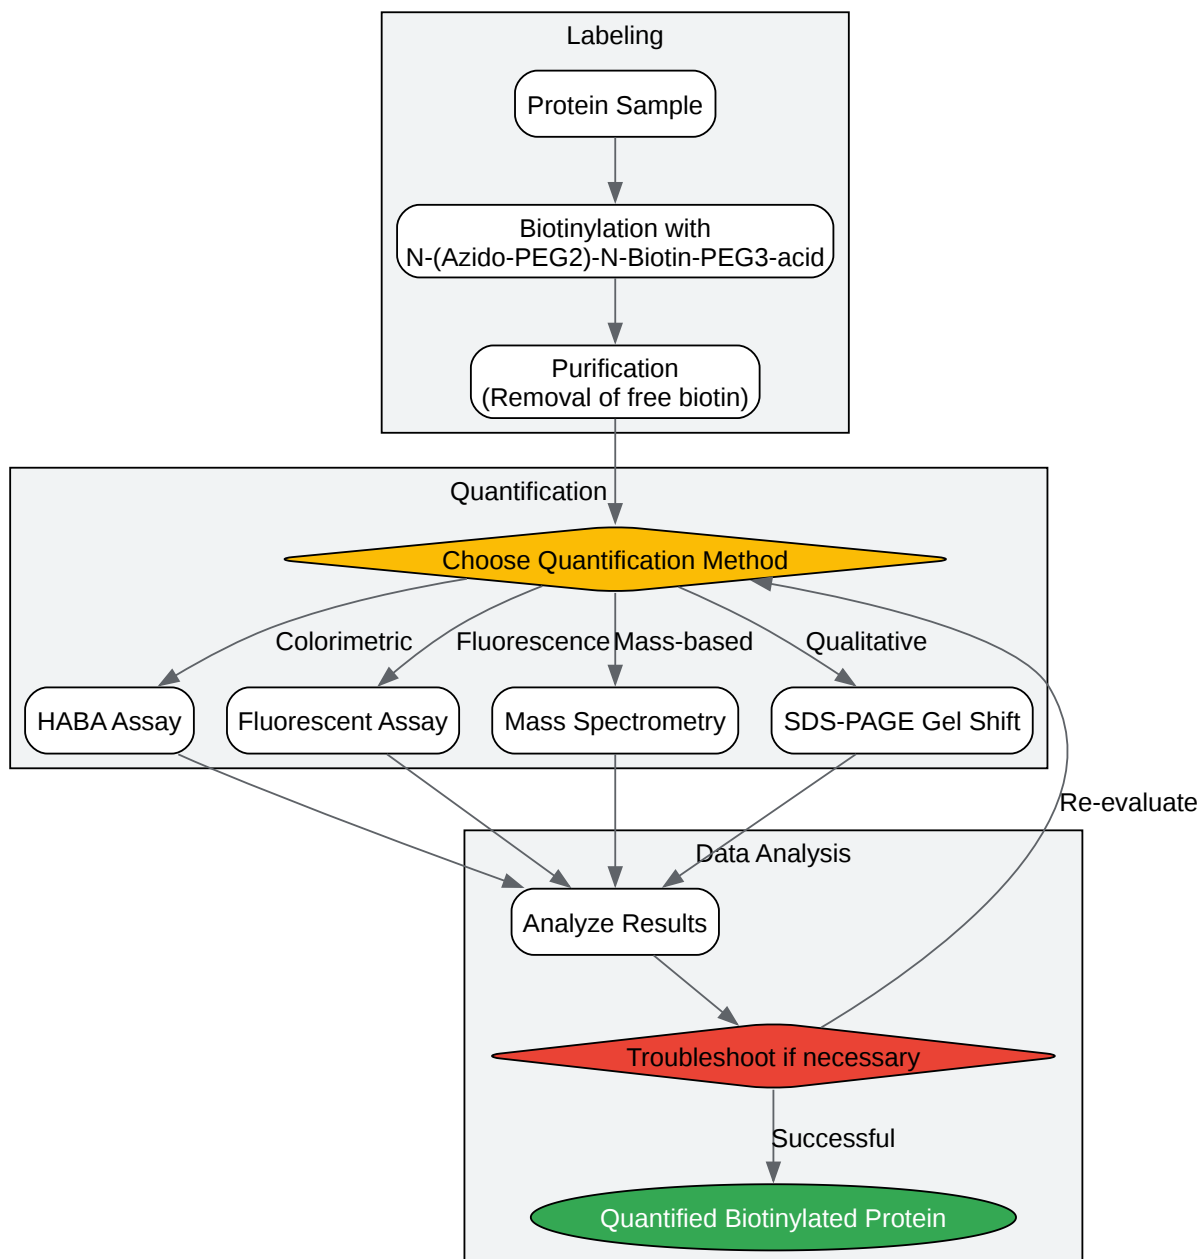 Labeling
Protein Sample
Biotinylation with
N-(Azido-PEG2)-N-Biotin-PEG3-acid
Purification
(Removal of free biotin)
Quantification
Choose Quantification Method
Colorimetric
Fluorescence
Mass-based
Qualitative
HABA Assay
Fluorescent Assay
Mass Spectrometry
SDS-PAGE Gel Shift
Re-evaluate
Data Analysis
Analyze Results
Troubleshoot if necessary
Successful
Quantified Biotinylated Protein